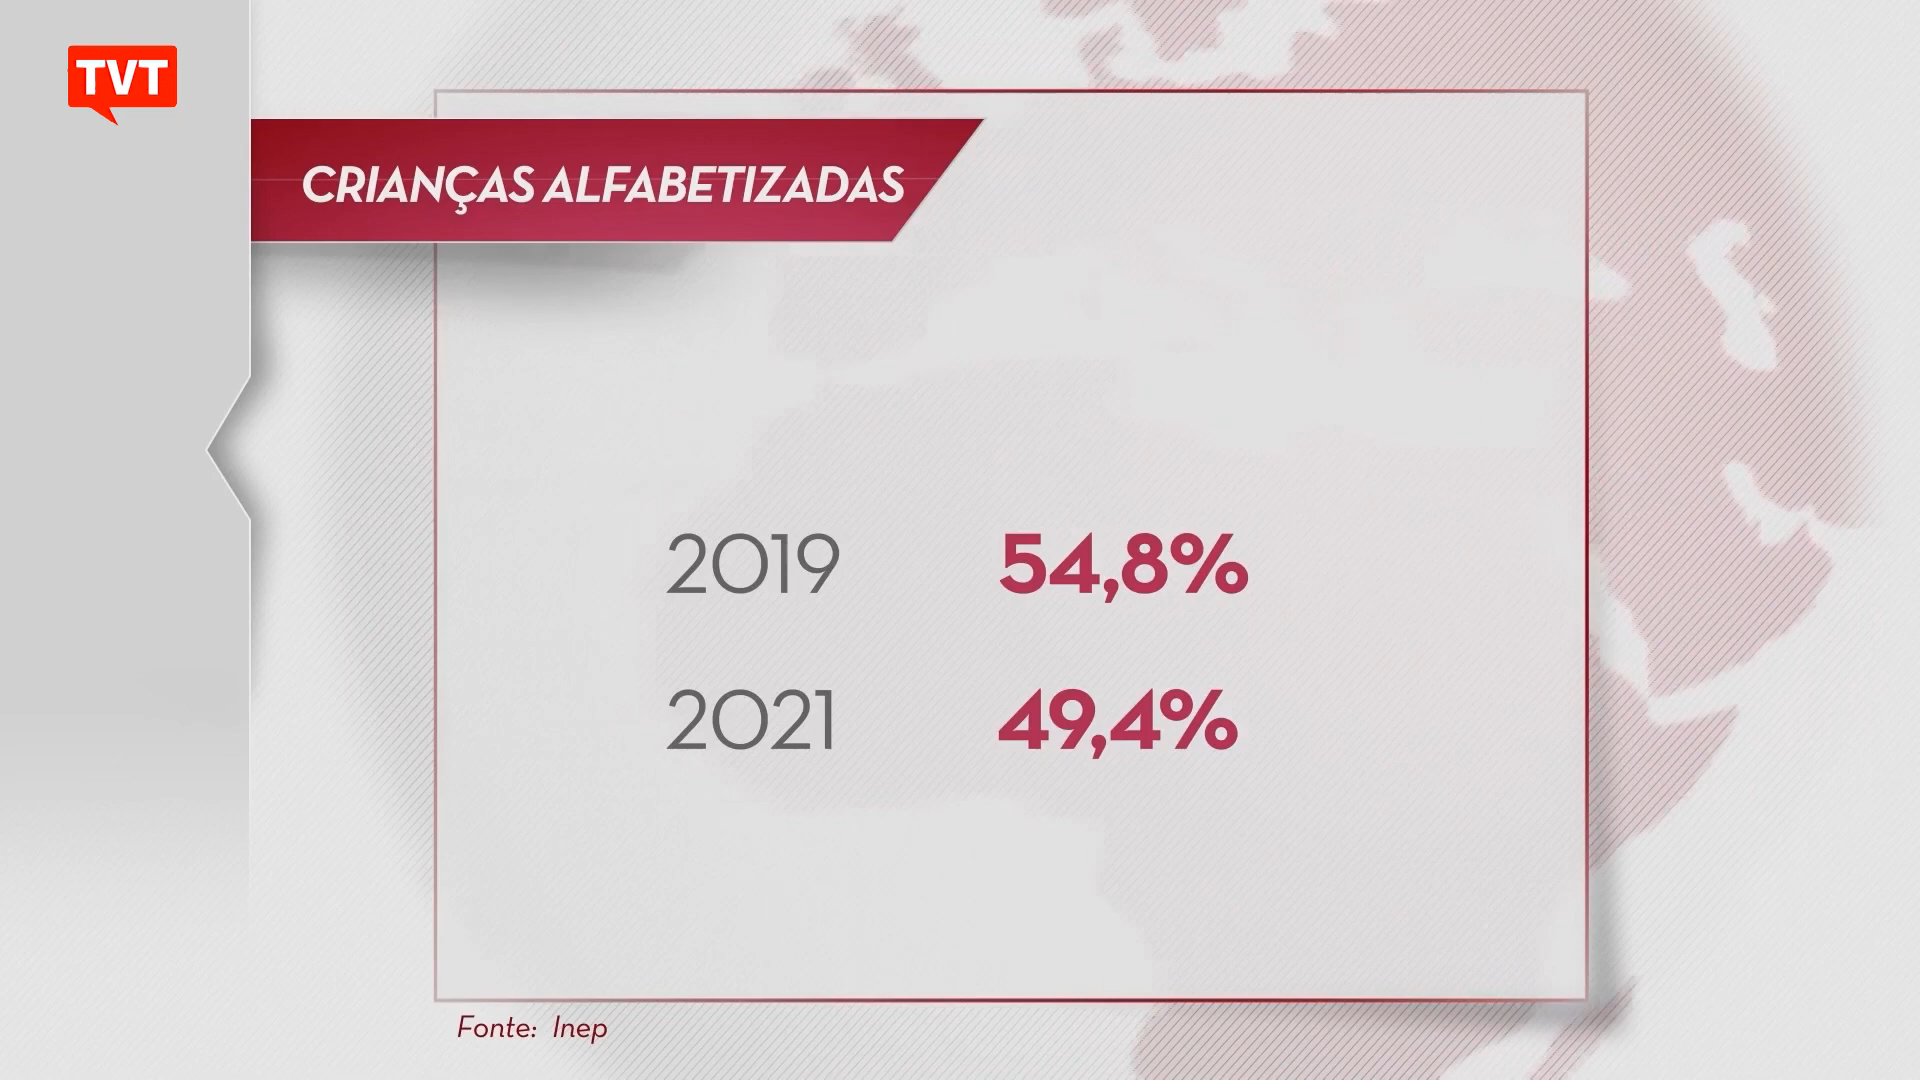 TVT
CRIANÇAS ALFABETIZADAS
2019 54,8%
2021 49,4%
Fonte: Inep